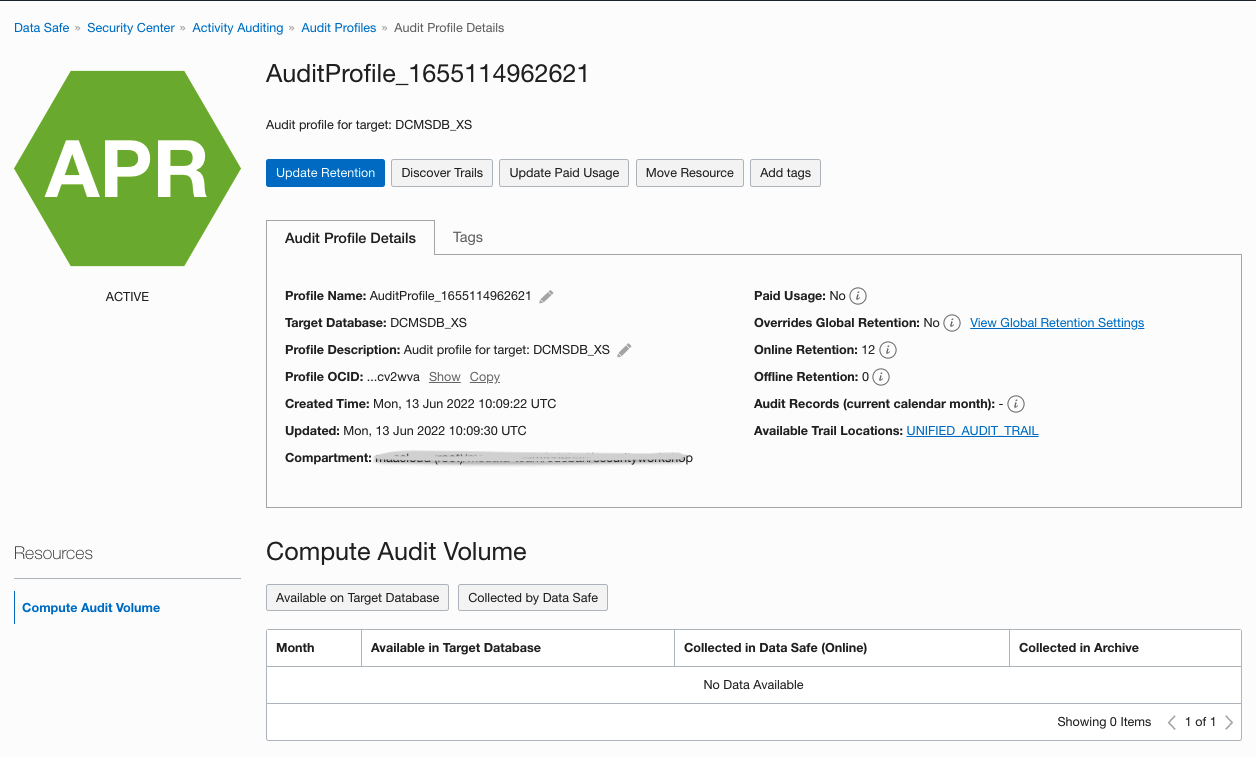 Data Safe » Security Center » Activity Auditing » Audit Profiles » Audit Profile Details
APR
ACTIVE
AuditProfile_1655114962621
Audit profile for target: DCMSDB_XS
Update Retention Discover Trails Update Paid Usage Move Resource Add tags
Audit Profile Details Tags
Profile Name: AuditProfile_1655114962621
Target Database: DCMSDB_XS
Profile Description: Audit profile for target: DCMSDB_XS
Profile OCID: ...cv2wva Show Copy
Created Time: Mon, 13 Jun 2022 10:09:22 UTC
Updated: Mon, 13 Jun 2022 10:09:30 UTC
Compartment:
Paid Usage: No
Overrides Global Retention: No View Global Retention Settings
Online Retention: 12
Offline Retention: 0
Audit Records (current calendar month): -
Available Trail Locations: UNIFIED_AUDIT_TRAIL
Resources
Compute Audit Volume
Compute Audit Volume
Available on Target Database Collected by Data Safe
Month Available in Target Database Collected in Data Safe (Online) Collected in Archive
No Data Available
Showing 0 Items 1 of 1